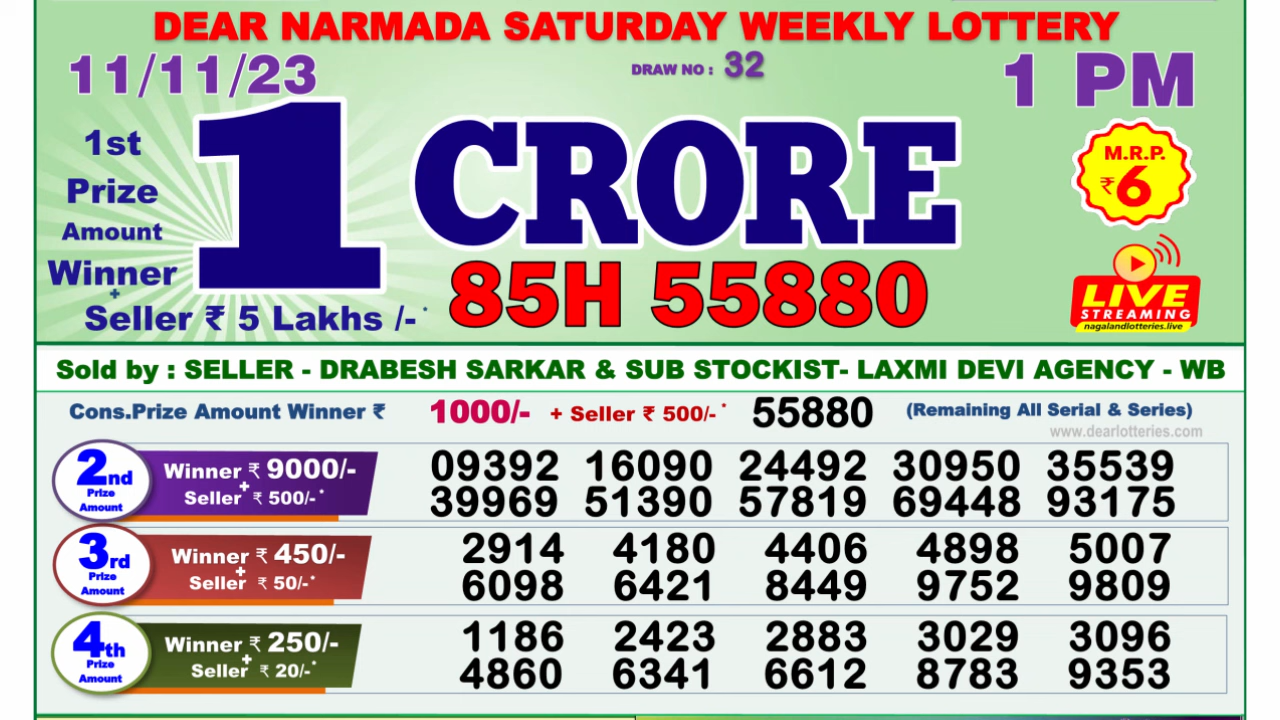 DEAR NARMADA SATURDAY WEEKLY LOTTERY
11/11/23
DRAW NO : 32
1 PM
1st
Prize
Amount
Winner
+
Seller ₹ 5 Lakhs /-*
1 CRORE
85H 55880
M.R.P.
₹6
LIVE
STREAMING
nagalandlotteries.live
Sold by : SELLER - DRABESH SARKAR & SUB STOCKIST- LAXMI DEVI AGENCY - WB
Cons.Prize Amount Winner ₹ 1000/- + Seller ₹ 500/-* 55880 (Remaining All Serial & Series)
www.dearlotteries.com
2nd
Prize
Amount
Winner ₹ 9000/-
+
Seller ₹ 500/-*
09392 16090 24492 30950 35539
39969 51390 57819 69448 93175
3rd
Prize
Amount
Winner ₹ 450/-
+
Seller ₹ 50/-*
2914 4180 4406 4898 5007
6098 6421 8449 9752 9809
4th
Prize
Amount
Winner ₹ 250/-
+
Seller ₹ 20/-*
1186 2423 2883 3029 3096
4860 6341 6612 8783 9353